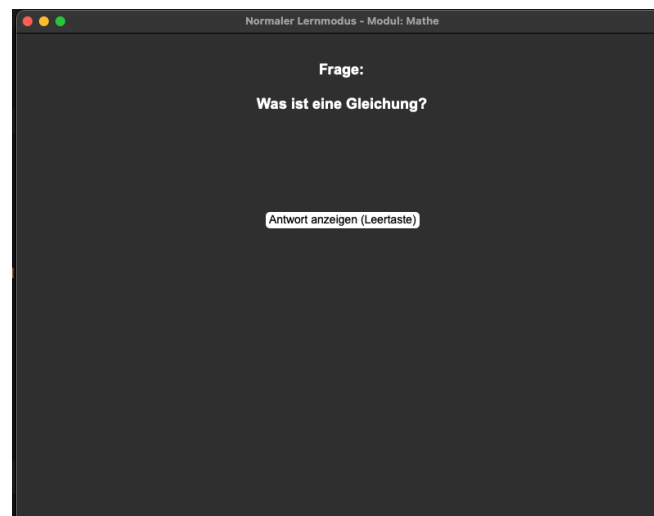 Normaler Lernmodus - Modul: Mathe
Frage:
Was ist eine Gleichung?
Antwort anzeigen (Leertaste)